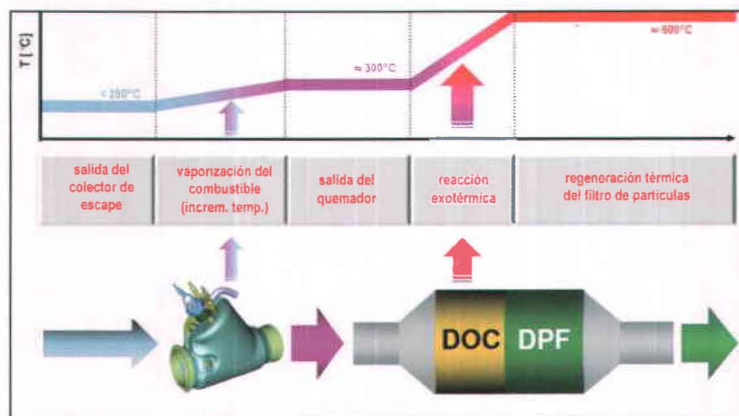 T [°C]
≈ 300°C
≈ 600°C
salida del
colector de
escape
vaporización del
combustible
(increm. temp.)
salida del
quemador
reacción
exotérmica
regeneración térmica
del filtro de partículas
DOC
DPF